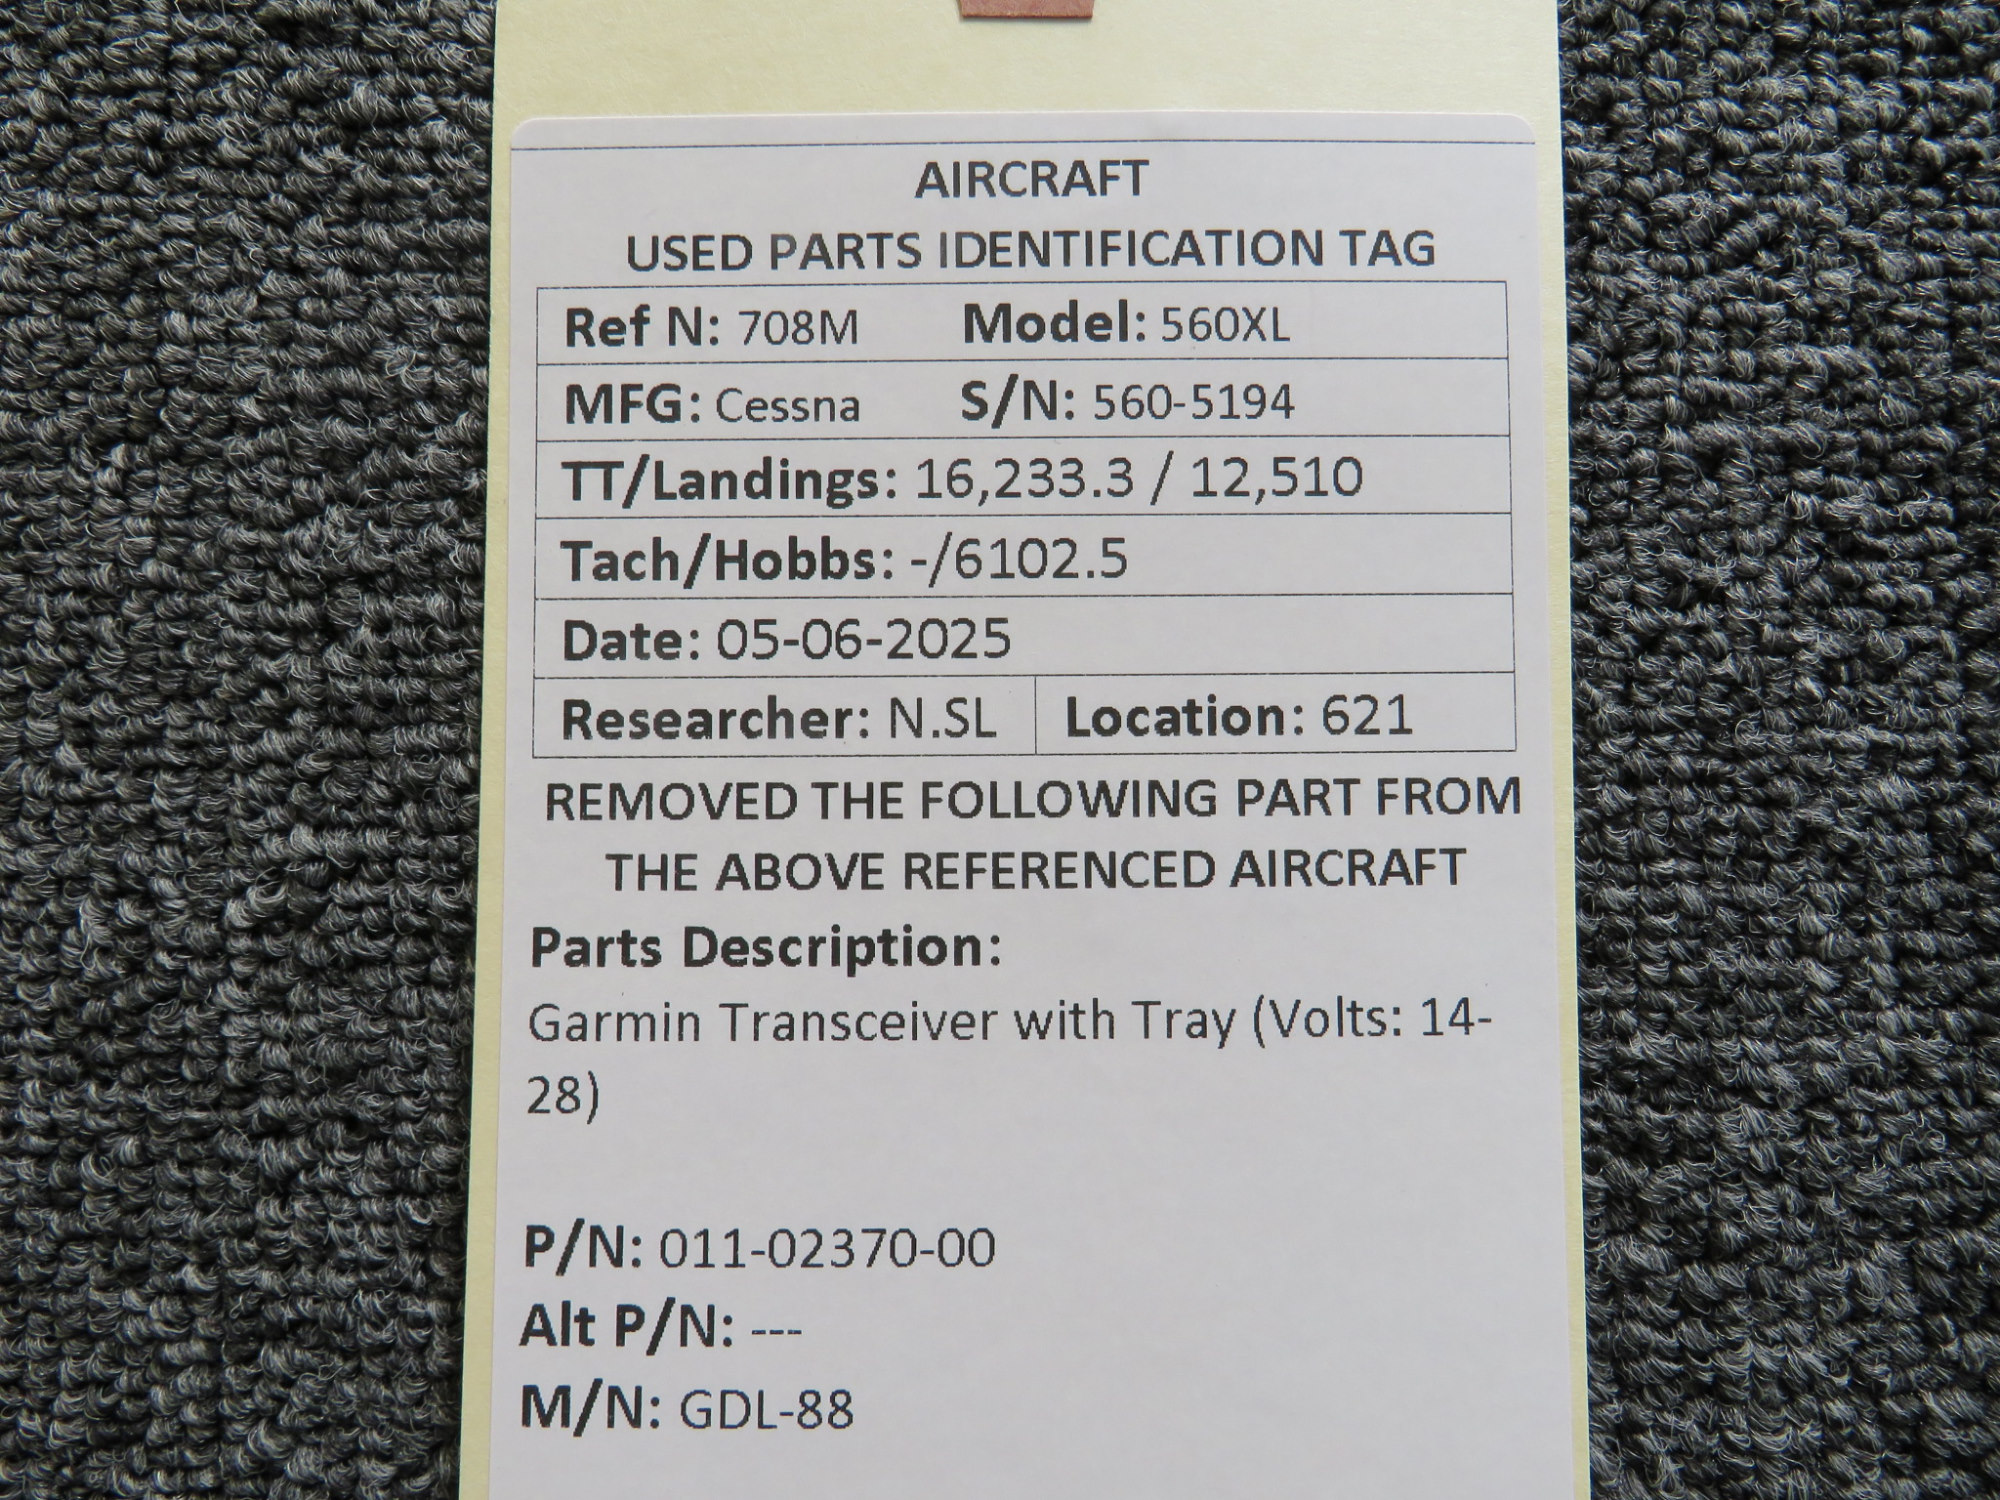 AIRCRAFT
USED PARTS IDENTIFICATION TAG
Ref N: 708M Model: 560XL
MFG: Cessna S/N: 560-5194
TT/Landings: 16,233.3 / 12,510
Tach/Hobbs: -/6102.5
Date: 05-06-2025
Researcher: N.SL Location: 621
REMOVED THE FOLLOWING PART FROM
THE ABOVE REFERENCED AIRCRAFT
Parts Description:
Garmin Transceiver with Tray (Volts: 14-
28)
P/N: 011-02370-00
Alt P/N: ---
M/N: GDL-88